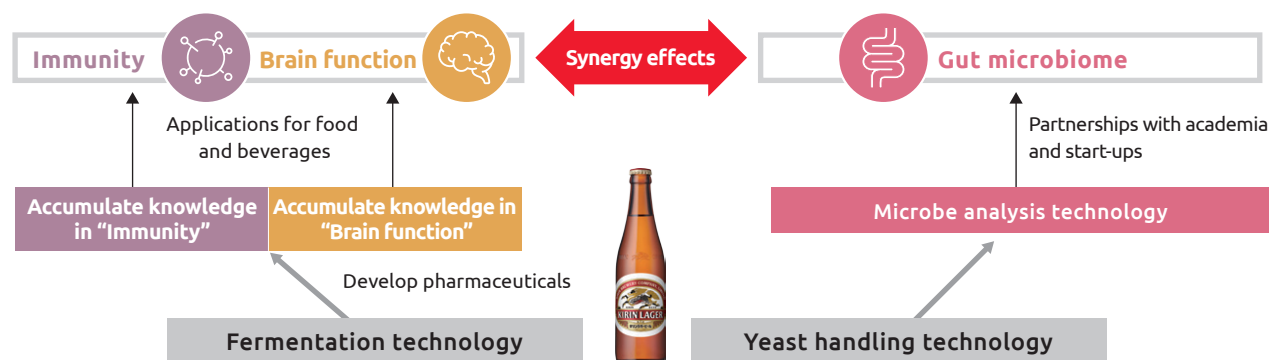 Immunity
Brain function
Synergy effects
Gut microbiome
Applications for food
and beverages
Partnerships with academia
and start-ups
Accumulate knowledge
in “Immunity”
Accumulate knowledge in
“Brain function”
Microbe analysis technology
Develop pharmaceuticals
KIRIN LAGER
Fermentation technology
Yeast handling technology